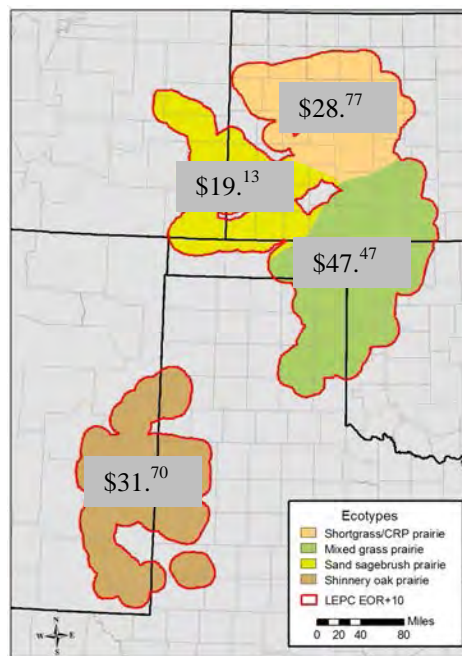 $28.⁷⁷
$19.¹³
$47.⁴⁷
$31.⁷⁰
Ecotypes
Shortgrass/CRP prairie
Mixed grass prairie
Sand sagebrush prairie
Shinnery oak prairie
LEPC EOR+10
Miles
0 20 40 80
N
W E
S